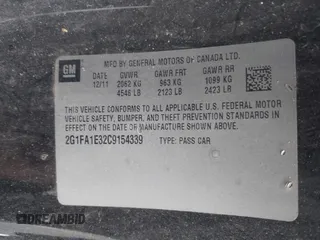 GM
MFD BY GENERAL MOTORS OF CANADA LTD.
DATE GVWR GAWR FRT GAWR RR
12/11 2062 KG 963 KG 1099 KG
4546 LB 2123 LB 2423 LB
THIS VEHICLE CONFORMS TO ALL APPLICABLE U.S. FEDERAL MOTOR
VEHICLE SAFETY, BUMPER, AND THEFT PREVENTION STANDARDS IN
EFFECT ON THE DATE OF MANUFACTURE SHOWN ABOVE.
2G1FA1E32C9154339 TYPE: PASS CAR
DREAMBID